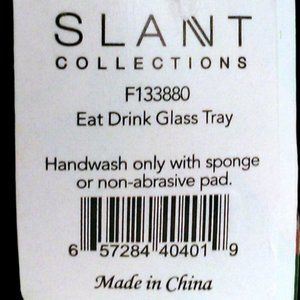 SLANT
COLLECTIONS
F133880
Eat Drink Glass Tray
Handwash only with sponge
or non-abrasive pad.
6 57284 40401 9
Made in China